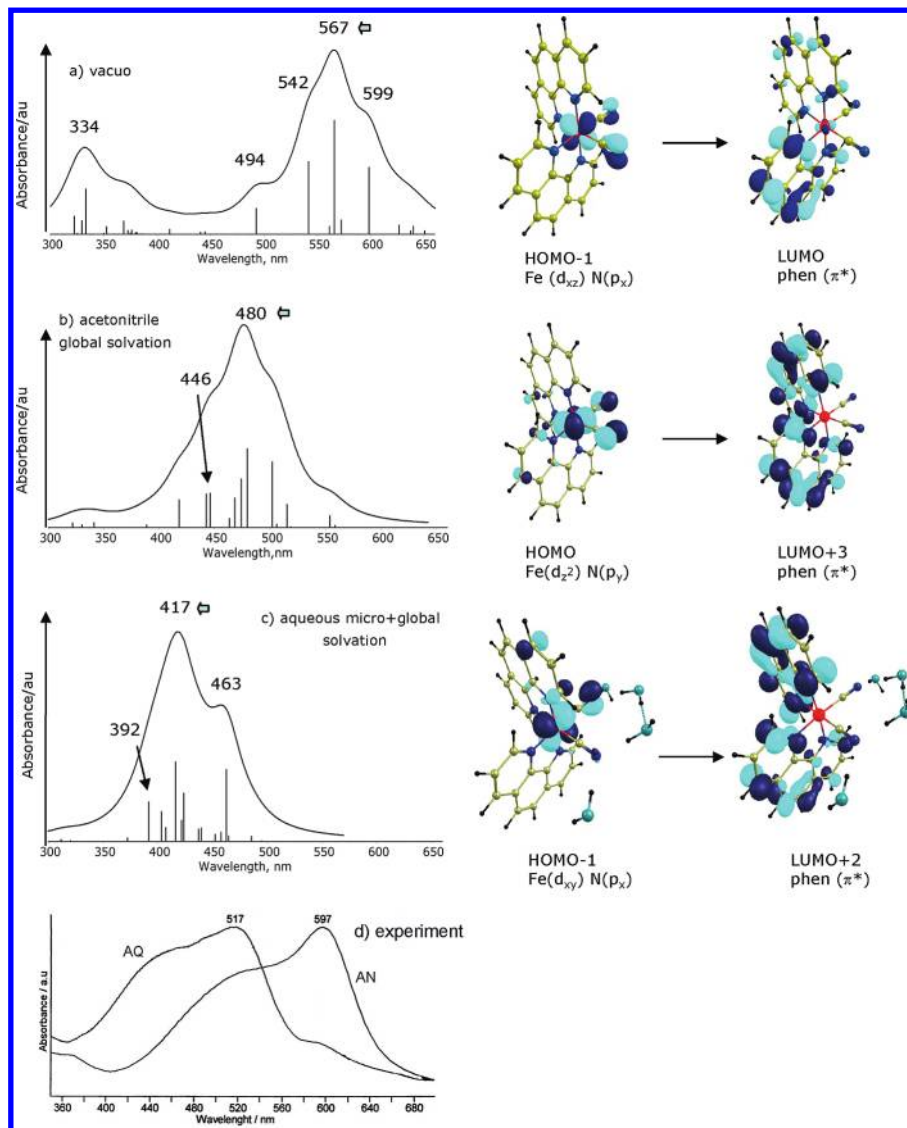 567
a) vacuo
542
599
334
494
Absorbance/au
300 350 400 450 500 550 600 650
Wavelength, nm
HOMO-1
Fe (dxz) N(px)
LUMO
phen (π*)
b) acetonitrile
global solvation
480
446
Absorbance/au
300 350 400 450 500 550 600 650
Wavelength,nm
HOMO
Fe(dz2) N(py)
LUMO+3
phen (π*)
417
c) aqueous micro+global
solvation
463
392
Absorbance/au
300 350 400 450 500 550 600 650
Wavelength, nm
HOMO-1
Fe(dxy) N(px)
LUMO+2
phen (π*)
517
597
d) experiment
AQ
AN
Absorbance / a.u
360 400 440 480 520 560 600 640 680
Wavelenght / nm